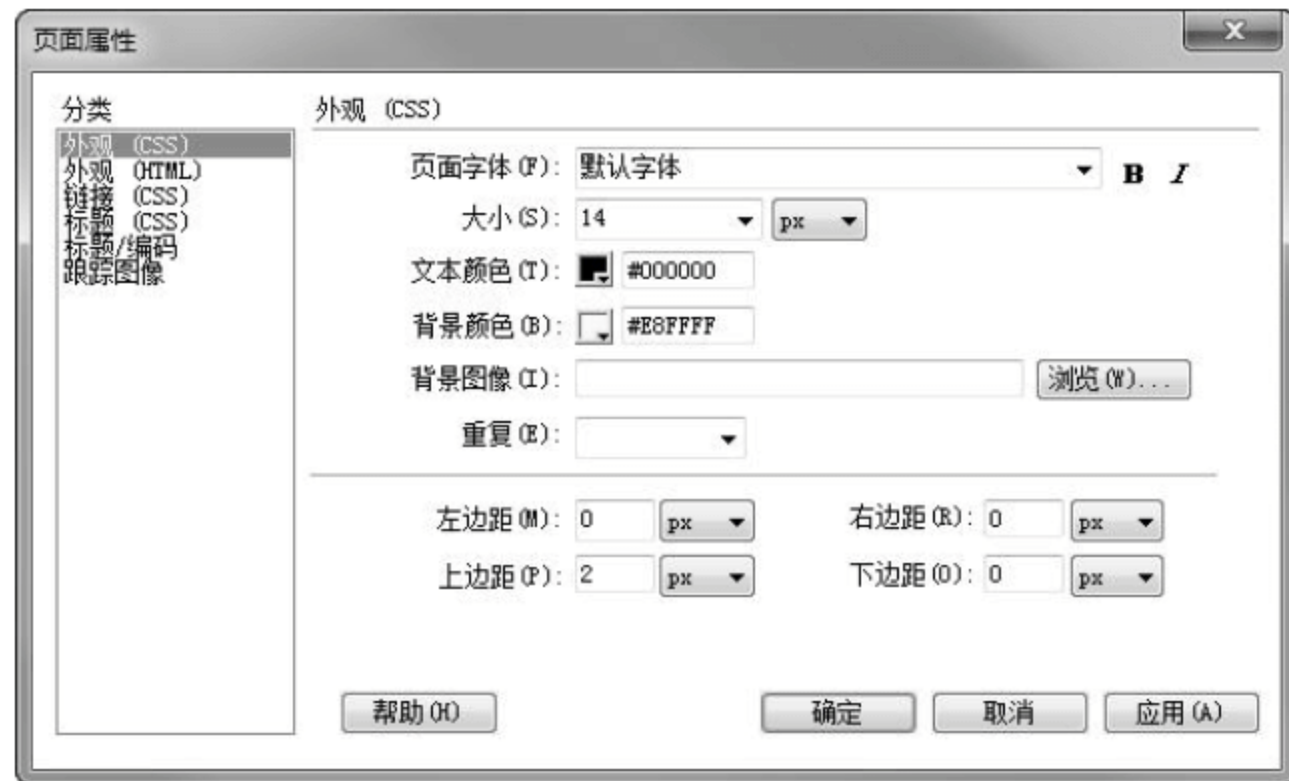 页面属性
分类
外观 (CSS)
外观 (HTML)
链接 (CSS)
标题 (CSS)
标题/编码
跟踪图像
外观 (CSS)
页面字体(F): 默认字体 B I
大小(S): 14 px
文本颜色(T): #000000
背景颜色(B): #E8FFFF
背景图像(I): 浏览(W)...
重复(E):
左边距(M): 0 px 右边距(R): 0 px
上边距(P): 2 px 下边距(O): 0 px
帮助(H) 确定 取消 应用(A)